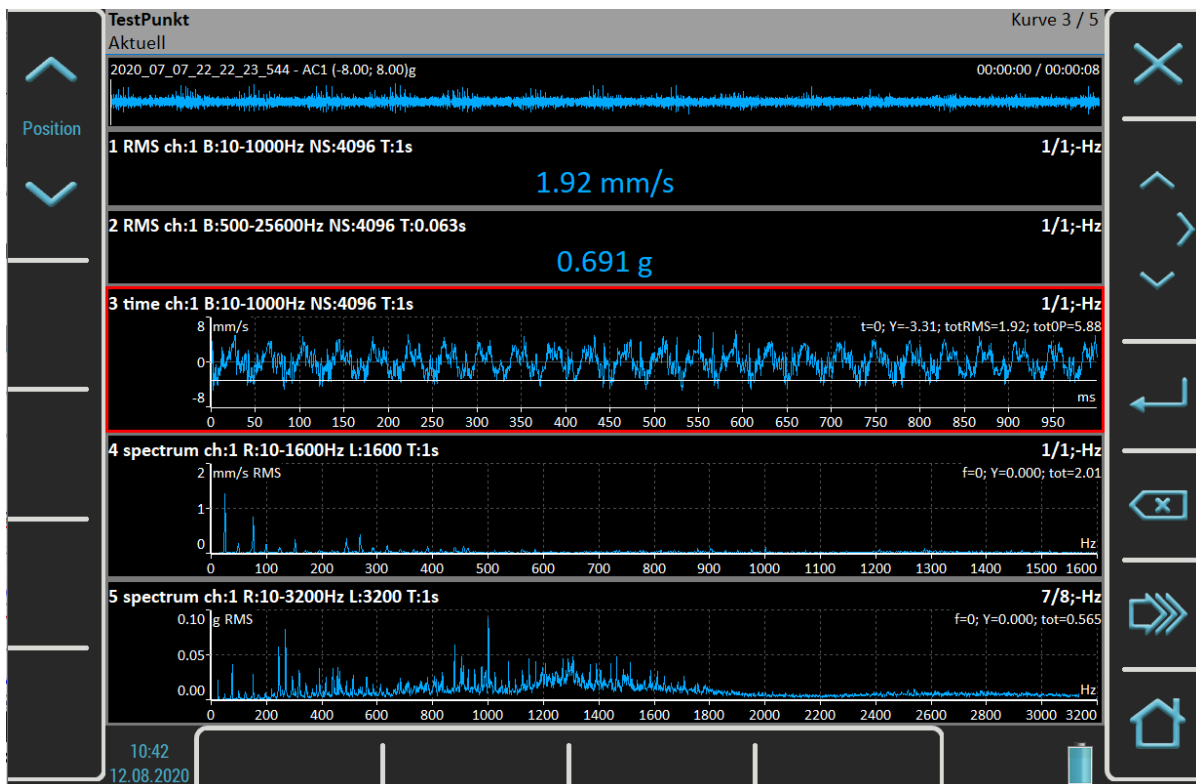 TestPunkt
Kurve 3 / 5
Aktuell
Position
2020_07_07_22_22_23_544 - AC1 (-8.00; 8.00)g
00:00:00 / 00:00:08
1 RMS ch:1 B:10-1000Hz NS:4096 T:1s
1/1;-Hz
1.92 mm/s
2 RMS ch:1 B:500-25600Hz NS:4096 T:0.063s
1/1;-Hz
0.691 g
3 time ch:1 B:10-1000Hz NS:4096 T:1s
1/1;-Hz
8 mm/s
t=0; Y=-3.31; totRMS=1.92; tot0P=5.88
0
-8
ms
0 50 100 150 200 250 300 350 400 450 500 550 600 650 700 750 800 850 900 950
4 spectrum ch:1 R:10-1600Hz L:1600 T:1s
1/1;-Hz
2 mm/s RMS
f=0; Y=0.000; tot=2.01
1
0
Hz
0 100 200 300 400 500 600 700 800 900 1000 1100 1200 1300 1400 1500 1600
5 spectrum ch:1 R:10-3200Hz L:3200 T:1s
7/8;-Hz
0.10 g RMS
f=0; Y=0.000; tot=0.565
0.05
0.00
Hz
0 200 400 600 800 1000 1200 1400 1600 1800 2000 2200 2400 2600 2800 3000 3200
10:42
12.08.2020